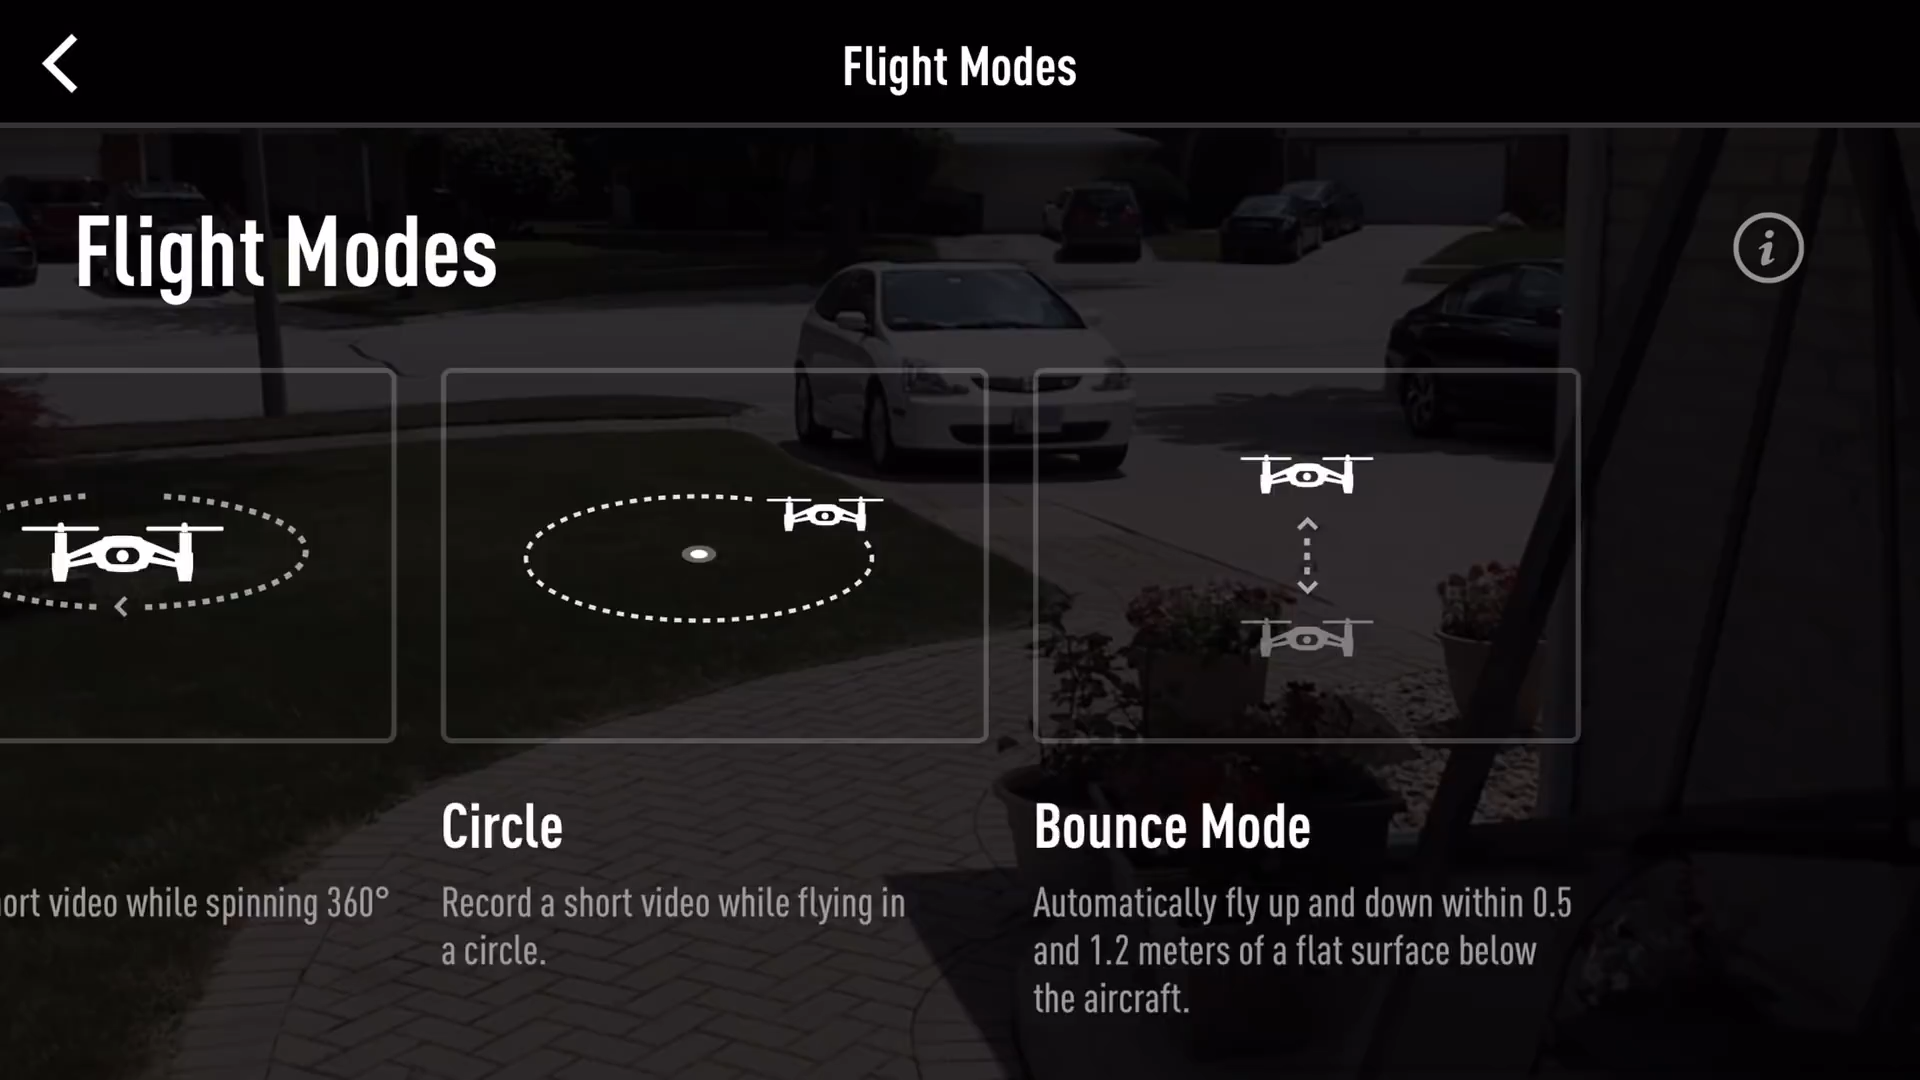 Flight Modes
Flight Modes
Circle
Bounce Mode
video while spinning 360°
Record a short video while flying in
a circle.
Automatically fly up and down within 0.5
and 1.2 meters of a flat surface below
the aircraft.